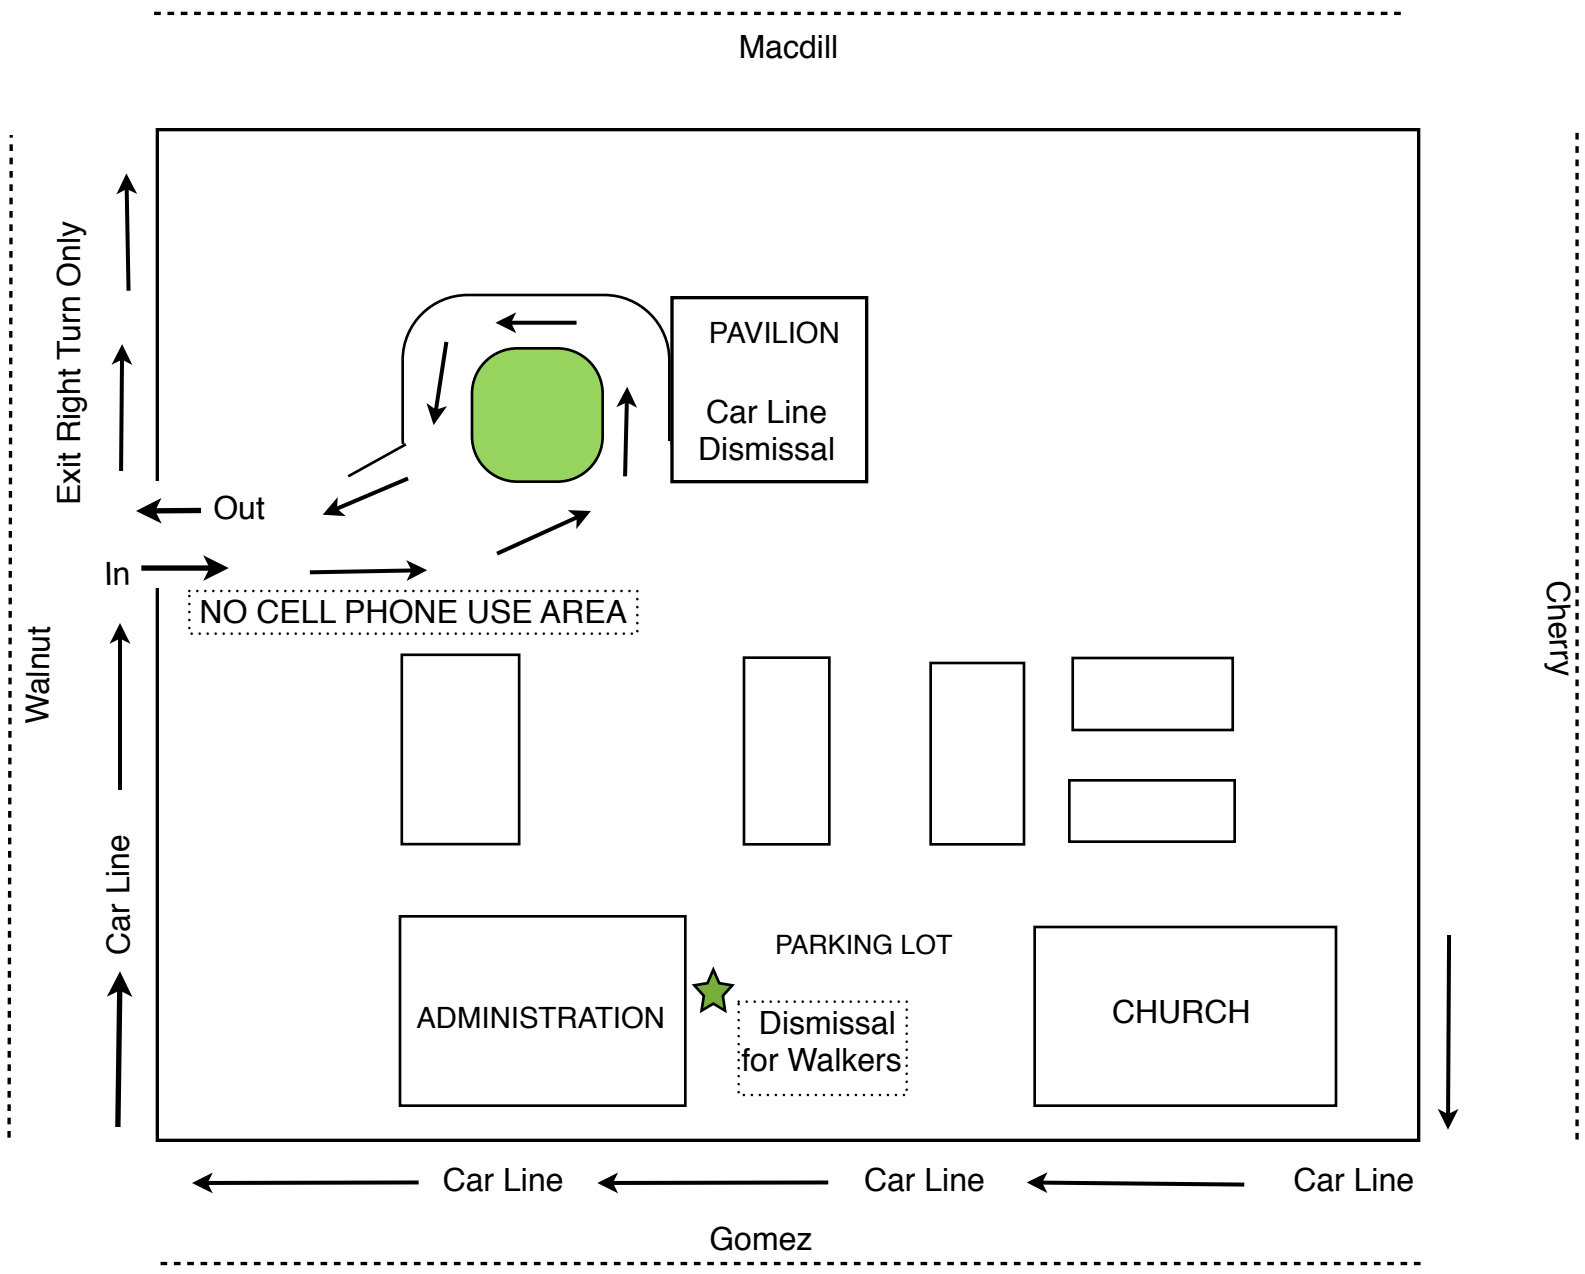 Macdill
Exit Right Turn Only
PAVILION
Car Line
Dismissal
Out
In
NO CELL PHONE USE AREA
Walnut
Cherry
Car Line
PARKING LOT
ADMINISTRATION
Dismissal
for Walkers
CHURCH
Car Line
Car Line
Car Line
Gomez